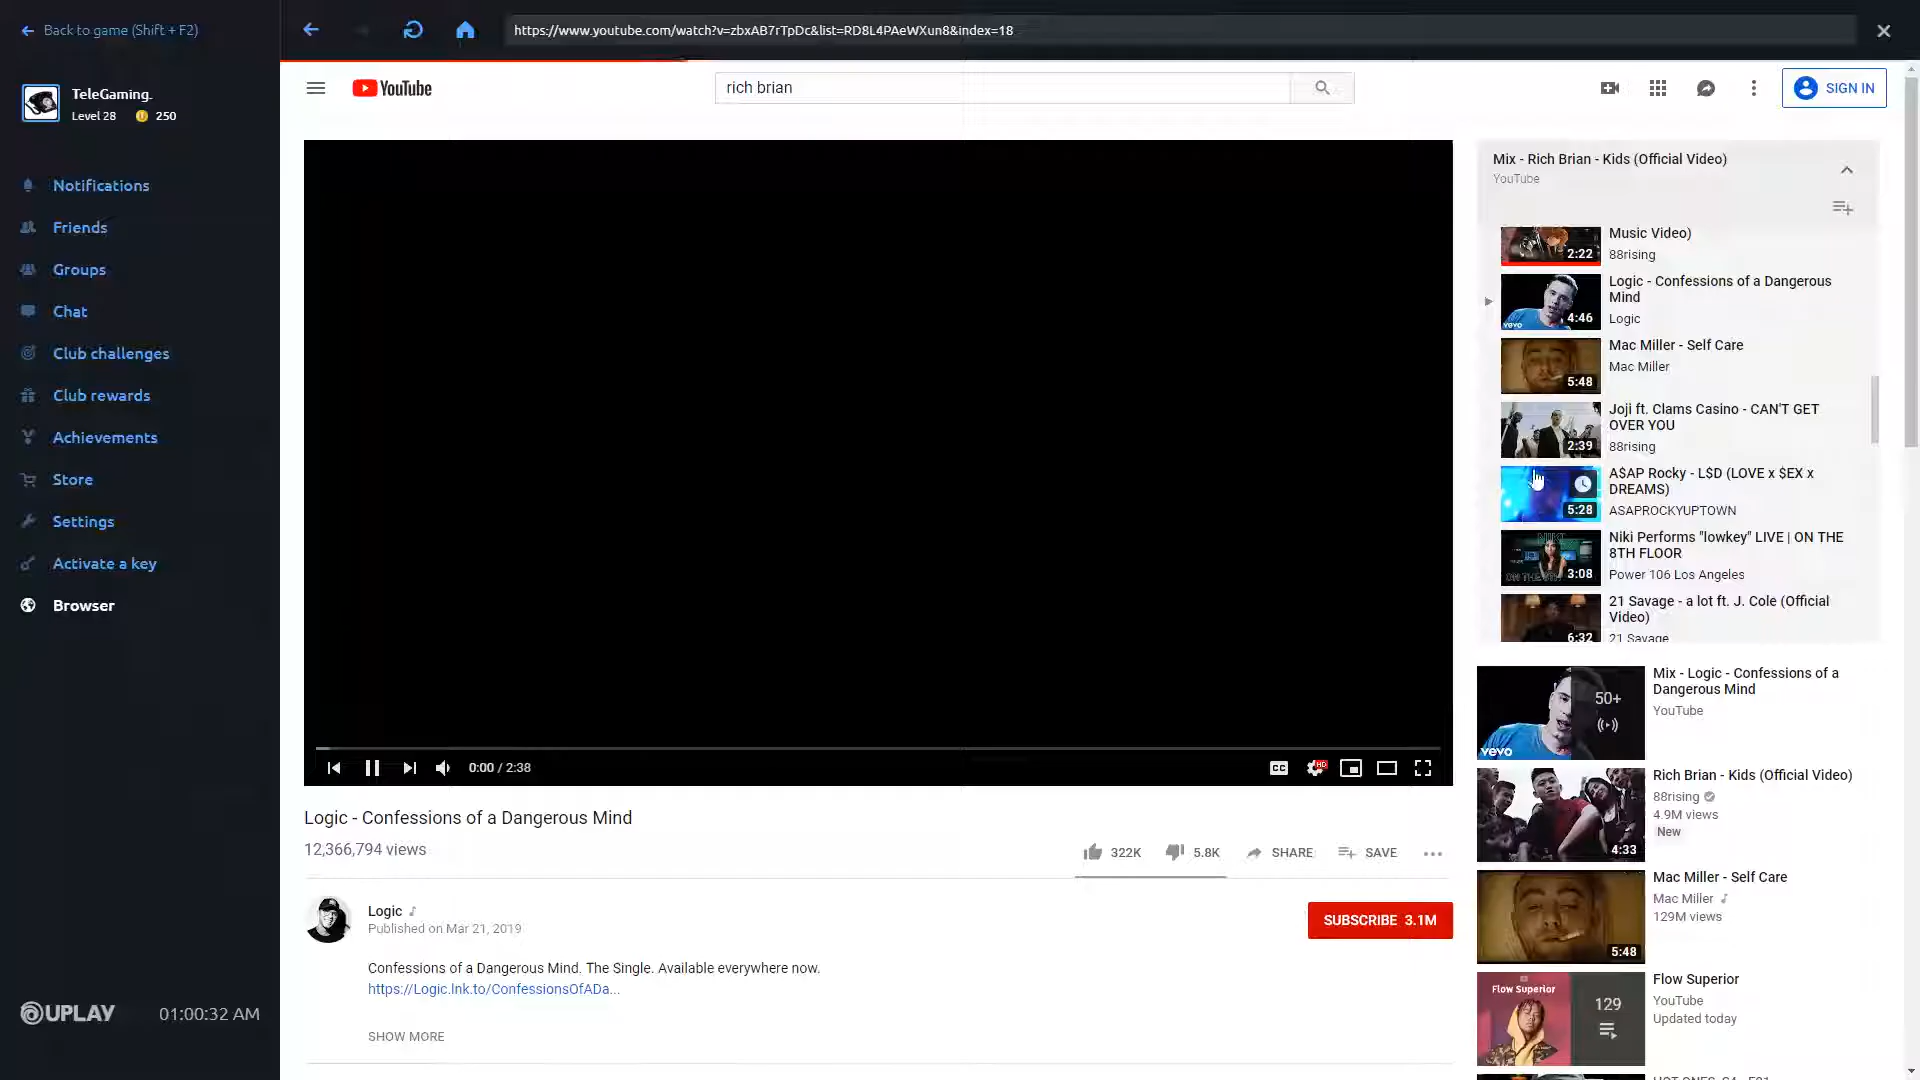 Back to game (Shift + F2)
https://www.youtube.com/watch?v=zbxAB7rTpDc&list=RD8L4PAeWXun8&index=18
TeleGaming.
Level 28
250
Notifications
Friends
Groups
Chat
Club challenges
Club rewards
Achievements
Store
Settings
Activate a key
Browser
UPLAY
01:00:32 AM
YouTube
rich brian
SIGN IN
0:00 / 2:38
CC
HD
Logic - Confessions of a Dangerous Mind
12,366,794 views
322K
5.8K
SHARE
SAVE
Logic
Published on Mar 21, 2019
SUBSCRIBE 3.1M
Confessions of a Dangerous Mind. The Single. Available everywhere now.
https://Logic.lnk.to/ConfessionsOfADa...
SHOW MORE
Mix - Rich Brian - Kids (Official Video)
YouTube
2:22
Music Video)
88rising
vevo
4:46
Logic - Confessions of a Dangerous
Mind
Logic
5:48
Mac Miller - Self Care
Mac Miller
2:39
Joji ft. Clams Casino - CAN'T GET
OVER YOU
88rising
5:28
A$AP Rocky - L$D (LOVE x $EX x
DREAMS)
ASAPROCKYUPTOWN
3:08
Niki Performs "lowkey" LIVE | ON THE
8TH FLOOR
Power 106 Los Angeles
6:32
21 Savage - a lot ft. J. Cole (Official
Video)
21 Savage
vevo
50+
Mix - Logic - Confessions of a
Dangerous Mind
YouTube
4:33
Rich Brian - Kids (Official Video)
88rising
4.9M views
New
5:48
Mac Miller - Self Care
Mac Miller
129M views
Flow Superior
129
Flow Superior
YouTube
Updated today